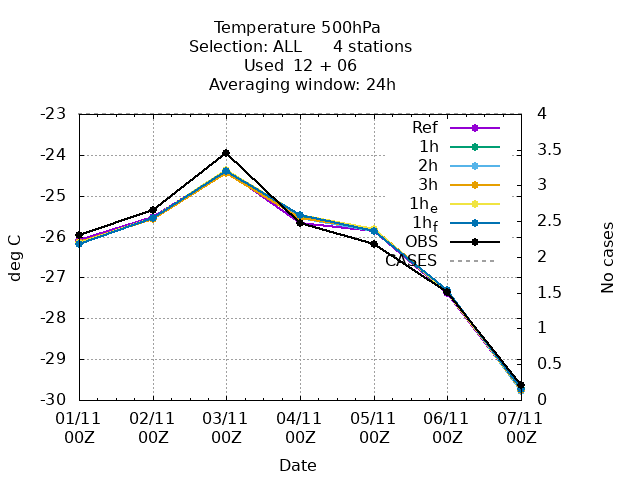 Temperature 500hPa
Selection: ALL 4 stations
Used 12 + 06
Averaging window: 24h
-23
-24
-25
-26
-27
-28
-29
-30
deg C
4
3.5
3
2.5
2
1.5
1
0.5
0
No cases
Ref
1h
2h
3h
1he
1hf
OBS
CASES
01/11 02/11 03/11 04/11 05/11 06/11 07/11
00Z 00Z 00Z 00Z 00Z 00Z 00Z
Date